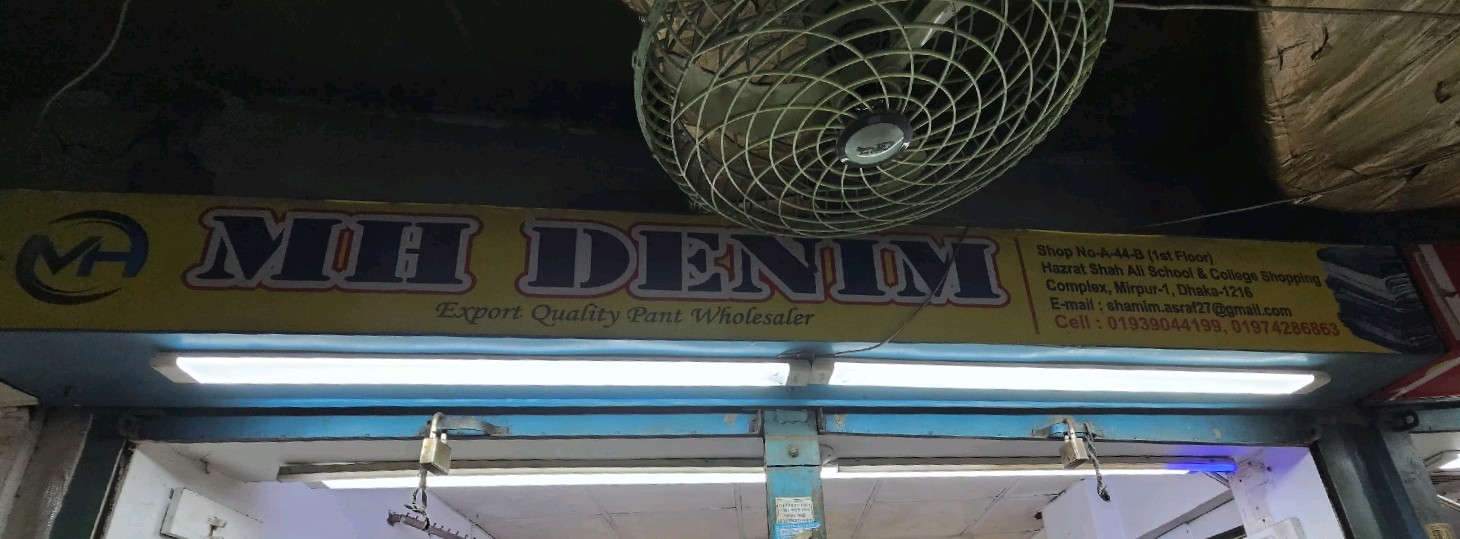 MH
MH DENIM
Export Quality Pant Wholesaler
Shop No-A-44-B (1st Floor)
Hazrat Shah Ali School & College Shopping
Complex, Mirpur-1, Dhaka-1216
E-mail : shamim.asraf27@gmail.com
Cell : 01939044199, 01974286863